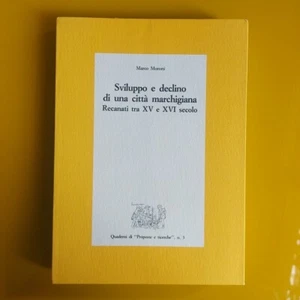 Marco Moroni
Sviluppo e declino
di una città marchigiana
Recanati tra XV e XVI secolo
Quaderni di "Proposte e ricerche", n. 5